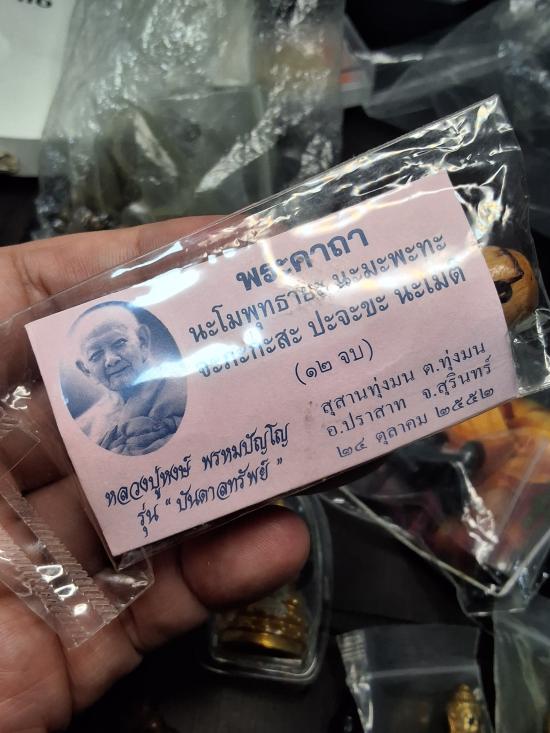 พระคาถา
นะโมพุทธายะ นะมะพะทะ
จะภะกะสะ ปะจะขะ นะเมติ
(๑๒ จบ)
หลวงปู่หงษ์ พรหมปัญโญ
รุ่น “ บันดาลทรัพย์ ”
สุสานทุ่งมน ต.ทุ่งมน
อ.ปราสาท จ.สุรินทร์
๒๔ ตุลาคม ๒๕๕๒